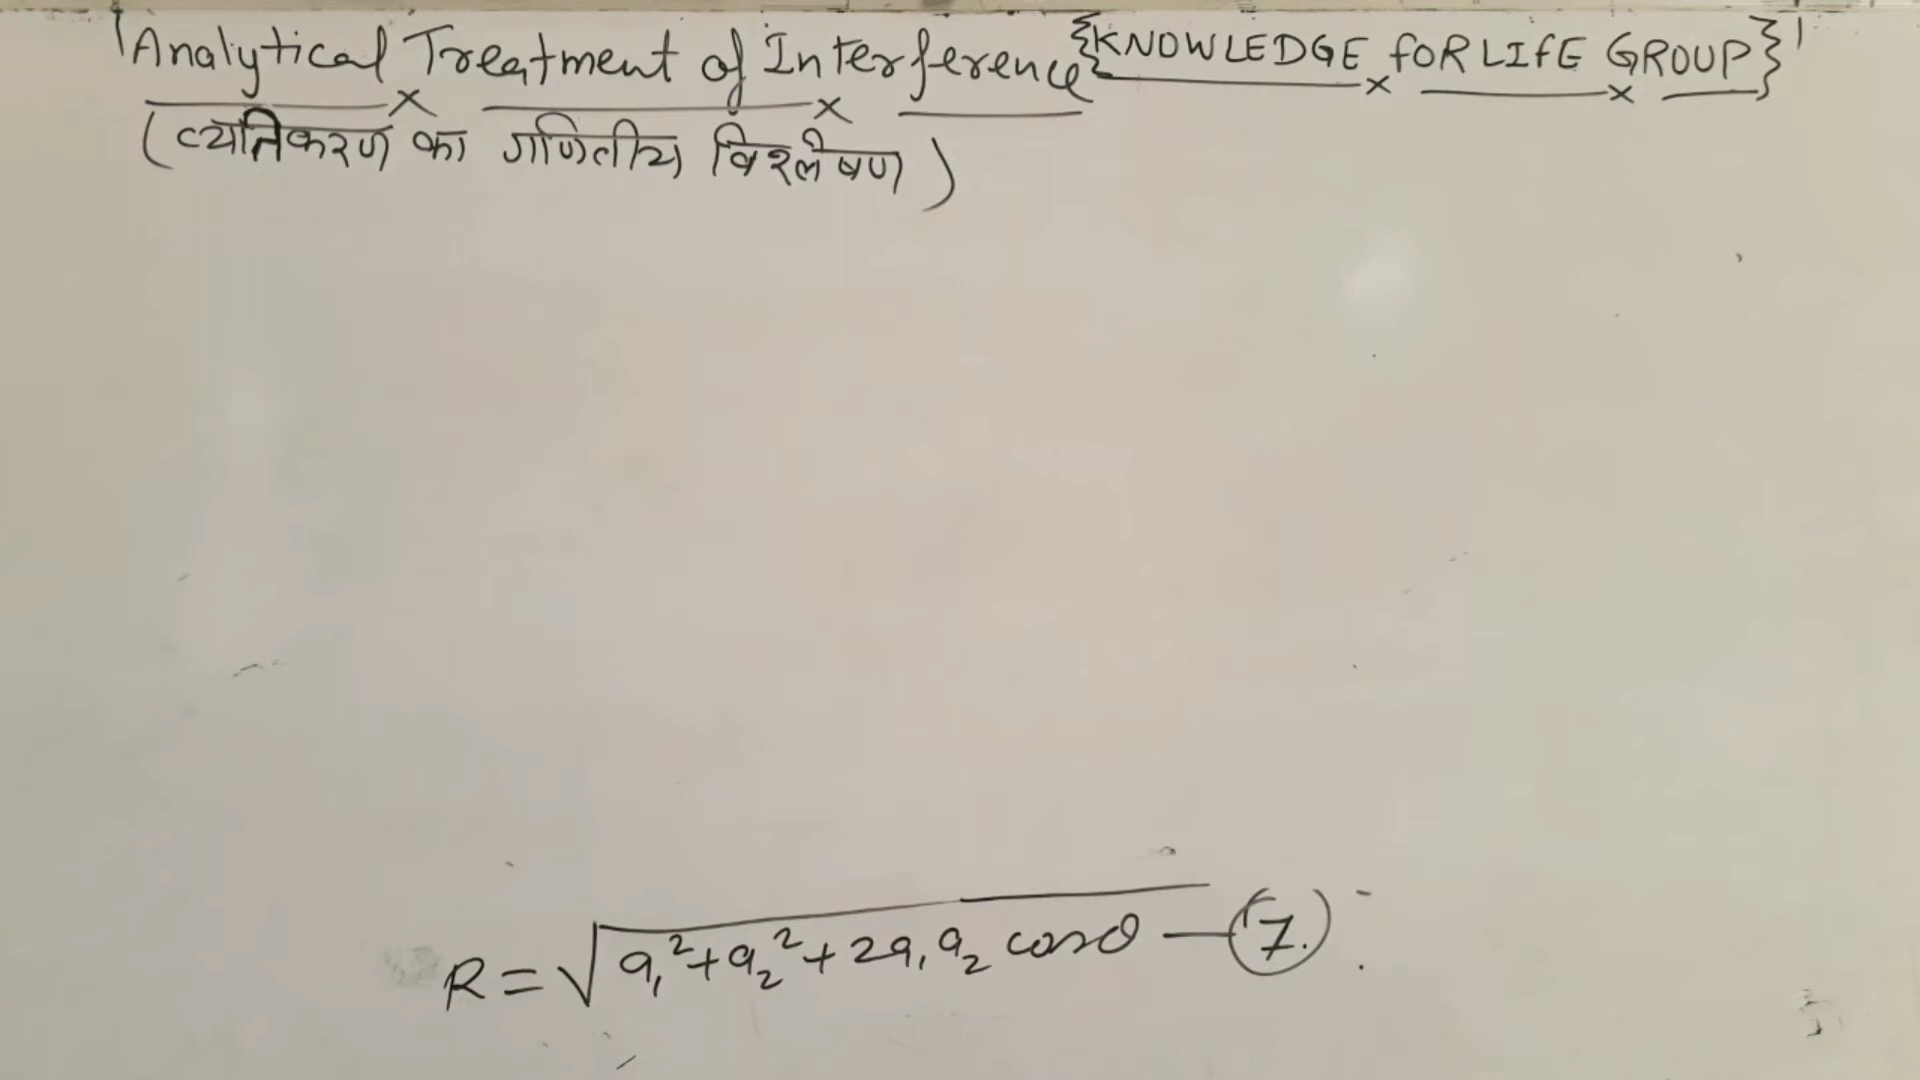 Analytical Treatment of Interference {KNOWLEDGE FOR LIFE GROUP}
(व्यतिकरण का गणितीय विश्लेषण)
R = √(a₁² + a₂² + 2a₁a₂ cosθ) — (7.)